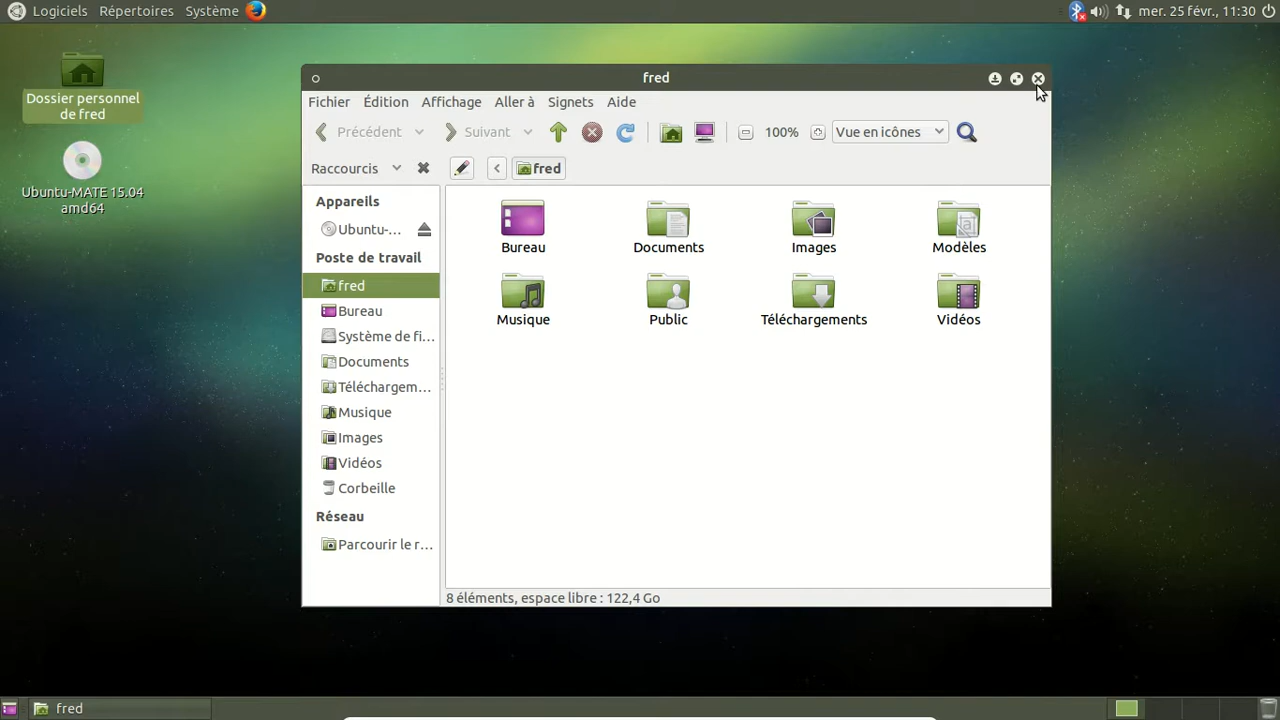 Logiciels Répertoires Système mer. 25 févr., 11:30
Dossier personnel
de fred
Ubuntu-MATE 15.04
amd64
fred
Fichier Édition Affichage Aller à Signets Aide
Précédent Suivant 100% Vue en icônes
Raccourcis fred
Appareils
Ubuntu-...
Poste de travail
fred
Bureau
Système de fi...
Documents
Téléchargem...
Musique
Images
Vidéos
Corbeille
Réseau
Parcourir le r...
Bureau Documents Images Modèles
Musique Public Téléchargements Vidéos
8 éléments, espace libre : 122,4 Go
fred